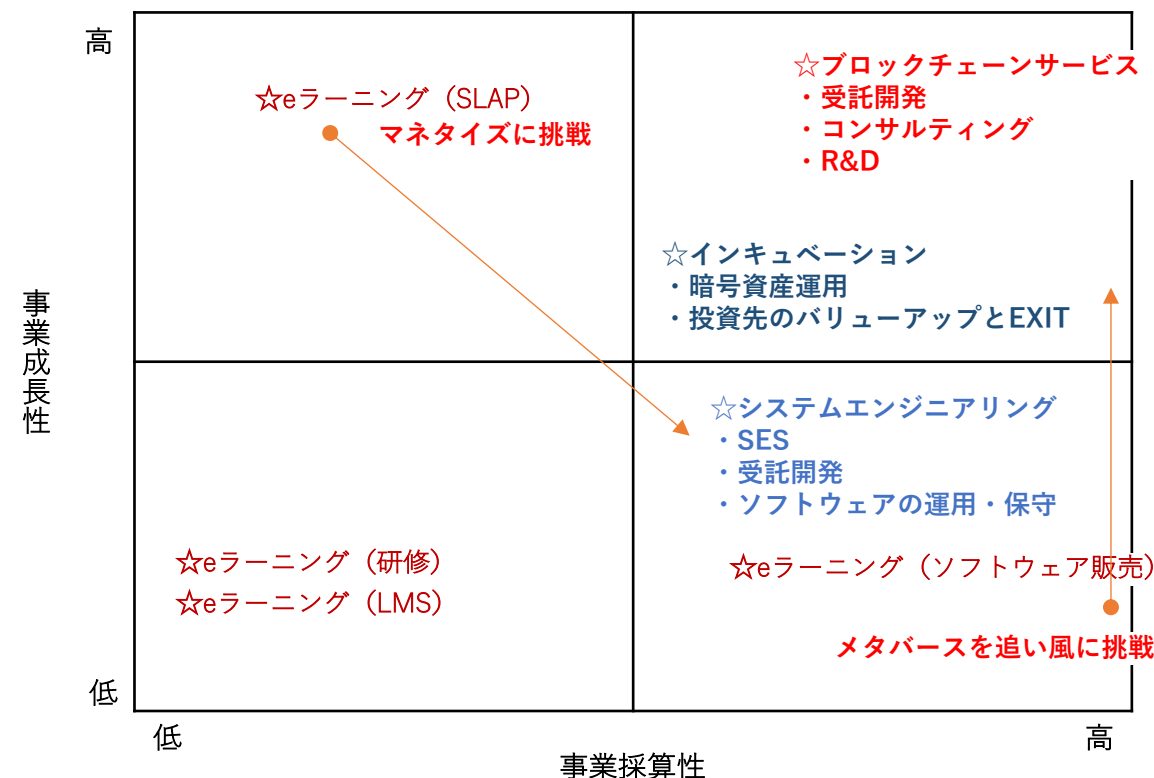 高
☆eラーニング（SLAP）
マネタイズに挑戦
☆ブロックチェーンサービス
・受託開発
・コンサルティング
・R&D
☆インキュベーション
・暗号資産運用
・投資先のバリューアップとEXIT
事業成長性
☆システムエンジニアリング
・SES
・受託開発
・ソフトウェアの運用・保守
☆eラーニング（研修）
☆eラーニング（LMS）
☆eラーニング（ソフトウェア販売）
メタバースを追い風に挑戦
低
低
高
事業採算性